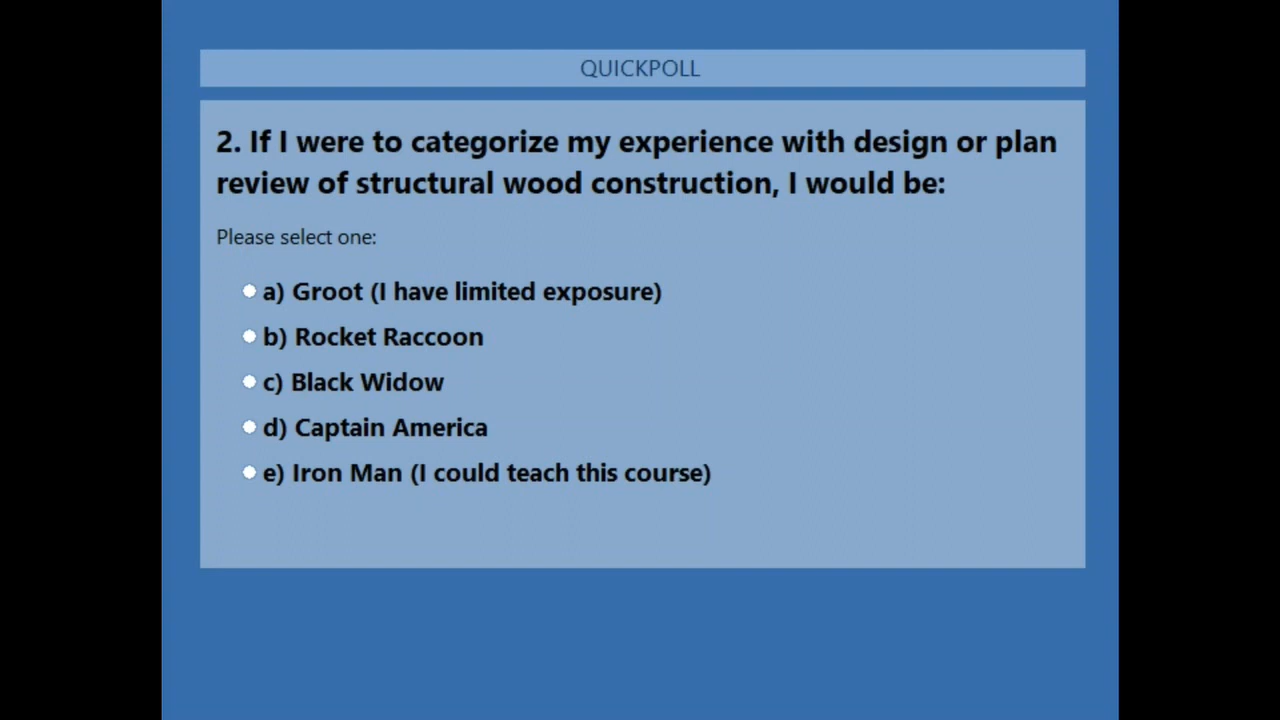 QUICKPOLL
2. If I were to categorize my experience with design or plan
review of structural wood construction, I would be:
Please select one:
a) Groot (I have limited exposure)
b) Rocket Raccoon
c) Black Widow
d) Captain America
e) Iron Man (I could teach this course)